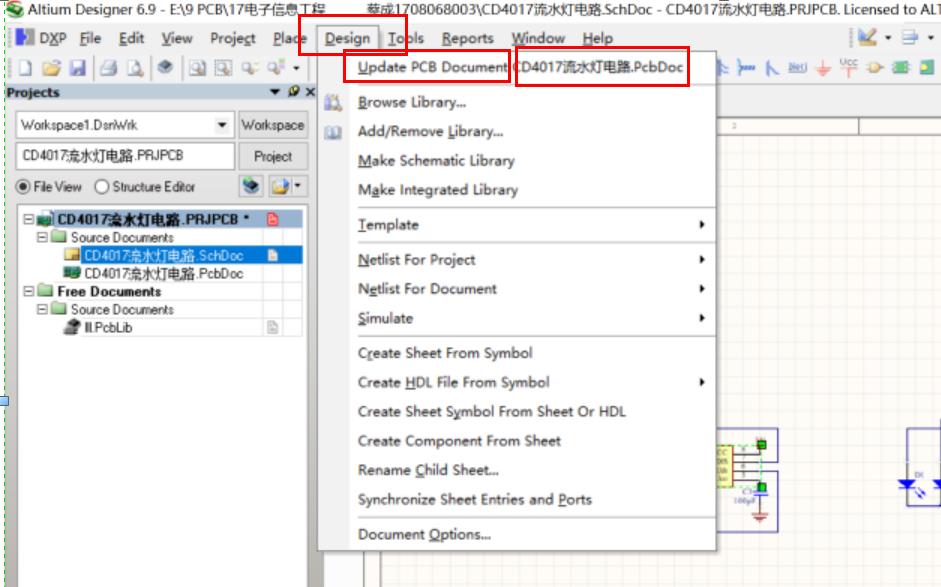 Altium Designer 6.9 - E:\9 PCB\17电子信息工程 蔡成1708068003\CD4017流水灯电路.SchDoc - CD4017流水灯电路.PRJPCB. Licensed to ALT
DXP File Edit View Project Place Design Tools Reports Window Help
Update PCB Document CD4017流水灯电路.PcbDoc
Browse Library...
Add/Remove Library...
Make Schematic Library
Make Integrated Library
Template
Netlist For Project
Netlist For Document
Simulate
Create Sheet From Symbol
Create HDL File From Symbol
Create Sheet Symbol From Sheet Or HDL
Create Component From Sheet
Rename Child Sheet...
Synchronize Sheet Entries and Ports
Document Options...
Projects
Workspace1.DsnWrk
Workspace
CD4017流水灯电路.PRJPCB
Project
File View Structure Editor
CD4017流水灯电路.PRJPCB *
Source Documents
CD4017流水灯电路.SchDoc
CD4017流水灯电路.PcbDoc
Free Documents
Source Documents
Vcc
2